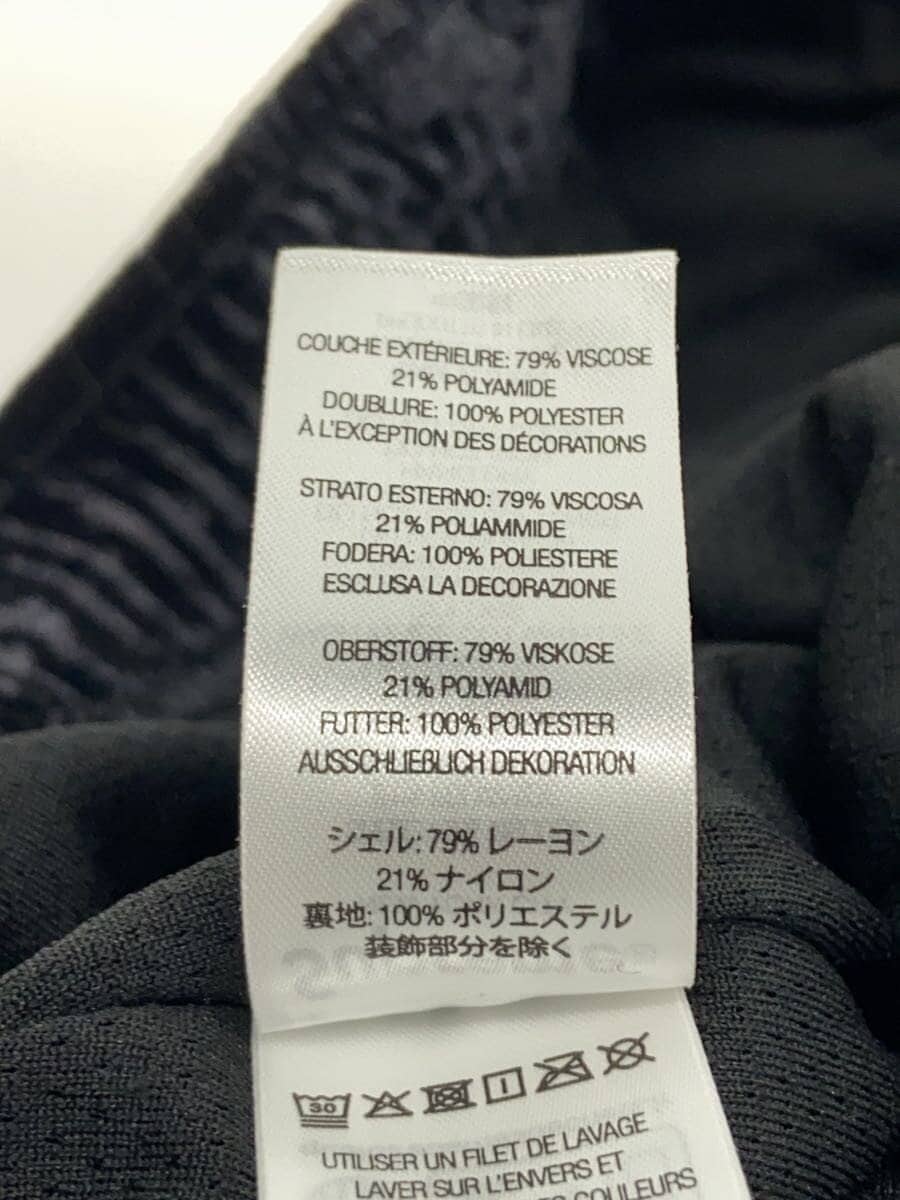 COUCHE EXTÉRIEURE: 79% VISCOSE
21% POLYAMIDE
DOUBLURE: 100% POLYESTER
À L'EXCEPTION DES DÉCORATIONS
STRATO ESTERNO: 79% VISCOSA
21% POLIAMMIDE
FODERA: 100% POLIESTERE
ESCLUSA LA DECORAZIONE
OBERSTOFF: 79% VISKOSE
21% POLYAMID
FUTTER: 100% POLYESTER
AUSSCHLIEßLICH DEKORATION
シェル: 79% レーヨン
21% ナイロン
裏地: 100% ポリエステル
装飾部分を除く
30
UTILISER UN FILET DE LAVAGE
LAVER SUR L'ENVERS ET
COULEURS